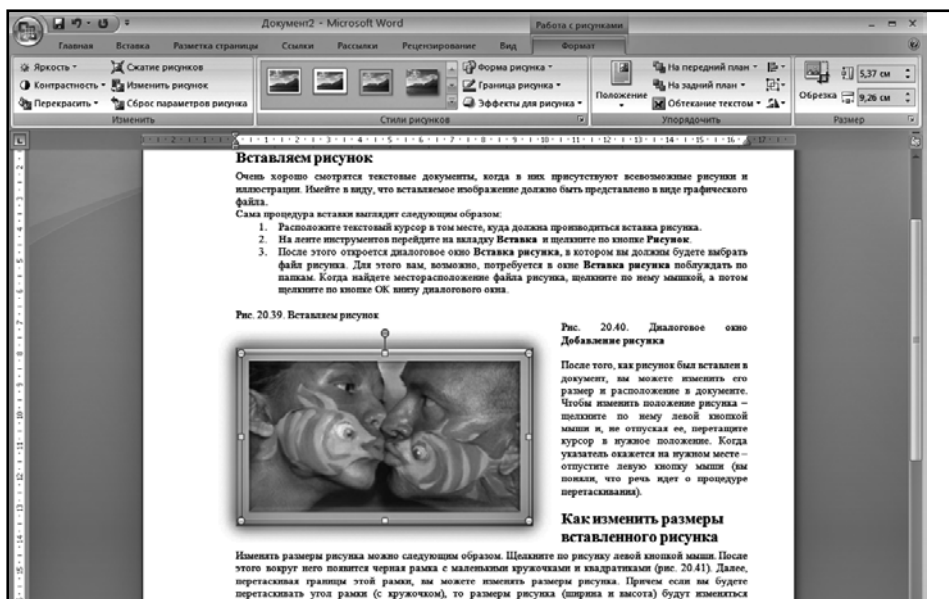 Документ2 - Microsoft Word
Работа с рисунками
Главная Вставка Разметка страницы Ссылки Рассылки Рецензирование Вид Формат
Яркость
Контрастность
Перекрасить
Сжатие рисунков
Изменить рисунок
Сброс параметров рисунка
Изменить
Стили рисунков
Форма рисунка
Граница рисунка
Эффекты для рисунка
Положение
На передний план
На задний план
Обтекание текстом
Упорядочить
Обрезка
5,37 см
9,26 см
Размер
Вставляем рисунок
Очень хорошо смотрятся текстовые документы, когда в них присутствуют всевозможные рисунки и
иллюстрации. Имейте в виду, что вставляемое изображение должно быть представлено в виде графического
файла.
Сама процедура вставки выглядит следующим образом:
1. Расположите текстовый курсор в том месте, куда должна производиться вставка рисунка.
2. На ленте инструментов перейдите на вкладку Вставка и щелкните по кнопке Рисунок.
3. После этого откроется диалоговое окно Вставка рисунка, в котором вы должны будете выбрать
файл рисунка. Для этого вам, возможно, потребуется в окне Вставка рисунка поблуждать по
папкам. Когда найдете месторасположение файла рисунка, щелкните по нему мышкой, а потом
щелкните по кнопке ОК внизу диалогового окна.
Рис. 20.39. Вставляем рисунок
Рис. 20.40. Диалоговое окно
Добавление рисунка
После того, как рисунок был вставлен в
документ, вы можете изменить его
размер и расположение в документе.
Чтобы изменить положение рисунка –
щелкните по нему левой кнопкой
мыши и, не отпуская ее, перетащите
курсор в нужное положение. Когда
указатель окажется на нужном месте –
отпустите левую кнопку мыши (вы
поняли, что речь идет о процедуре
перетаскивания).
Как изменить размеры
вставленного рисунка
Изменять размеры рисунка можно следующим образом. Щелкните по рисунку левой кнопкой мыши. После
этого вокруг него появится черная рамка с маленькими кружочками и квадратиками (рис. 20.41). Далее,
перетаскивая границы этой рамки, вы можете изменять размеры рисунка. Причем если вы будете
перетаскивать угол рамки (с кружочком), то размеры рисунка (ширина и высота) будут изменяться